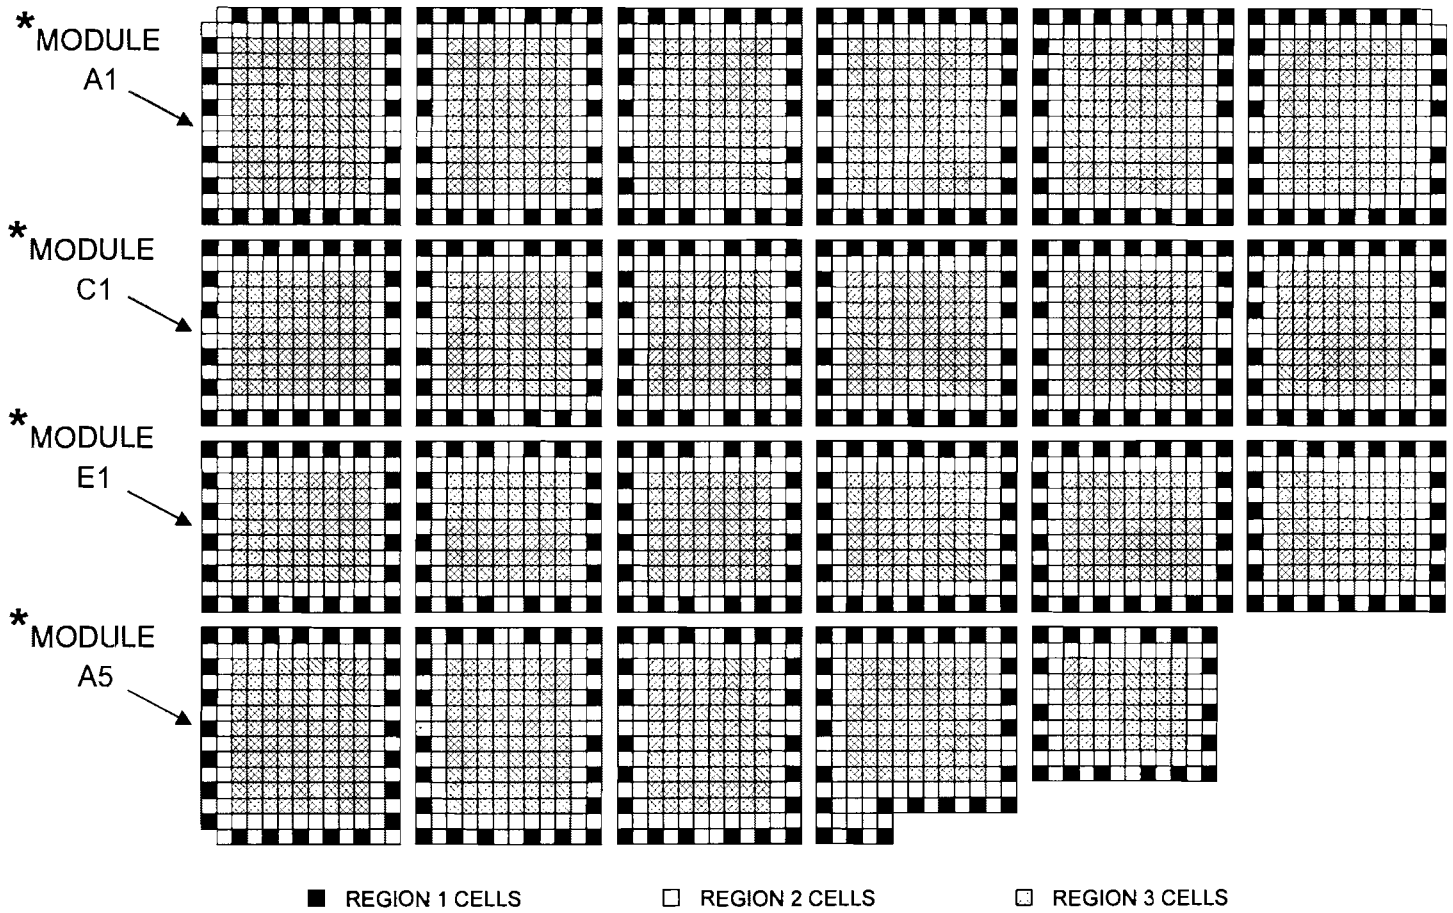 *MODULE
A1
*MODULE
C1
*MODULE
E1
*MODULE
A5
REGION 1 CELLS
REGION 2 CELLS
REGION 3 CELLS